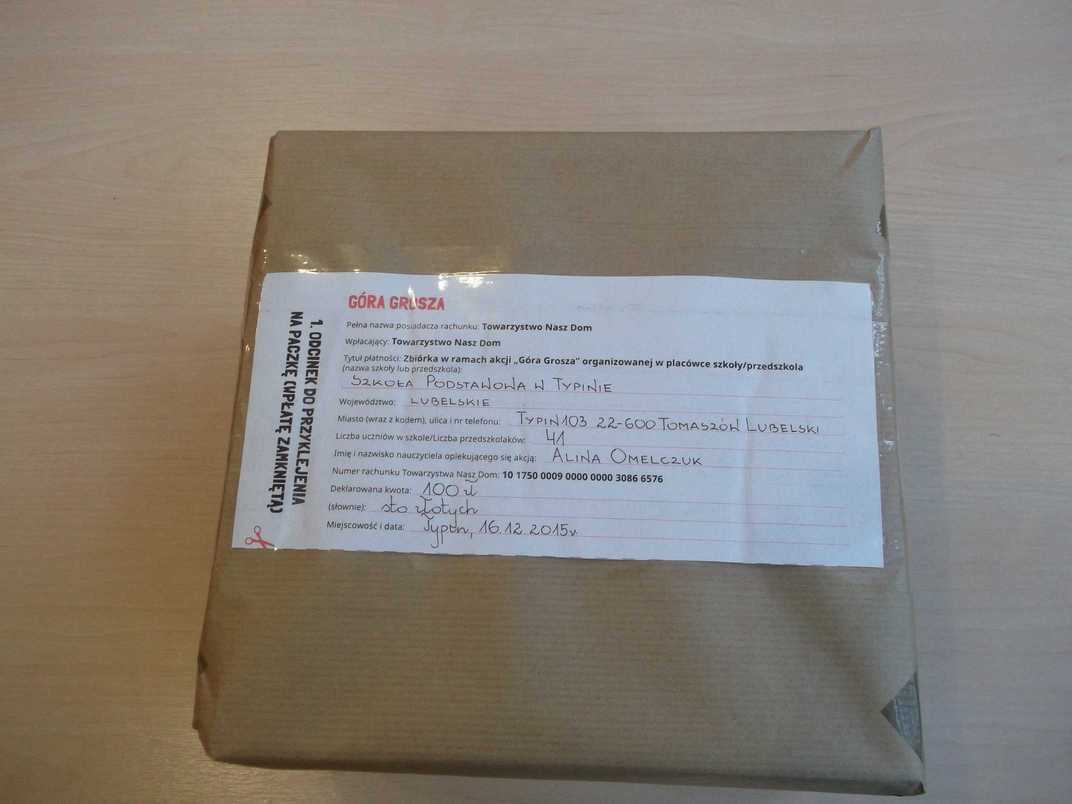 GÓRA GROSZA
Pełna nazwa posiadacza rachunku: Towarzystwo Nasz Dom
Wpłacający: Towarzystwo Nasz Dom
Tytuł płatności: Zbiórka w ramach akcji „Góra Grosza” organizowanej w placówce szkoły/przedszkola
(nazwa szkoły lub przedszkola):
SZKOŁA PODSTAWOWA W TYPINIE
Województwo: LUBELSKIE
Miasto (wraz z kodem), ulica i nr telefonu: TYPIN 103 22-600 TOMASZÓW LUBELSKI
Liczba uczniów w szkole/Liczba przedszkolaków: 41
Imię i nazwisko nauczyciela opiekującego się akcją: ALINA OMELCZUK
Numer rachunku Towarzystwa Nasz Dom: 10 1750 0009 0000 0000 3086 6576
Deklarowana kwota: 100 zł
(słownie): sto złotych
Miejscowość i data: Typin, 16.12.2015r.
1. ODCINEK DO PRZYKLEJENIA
NA PACZKĘ (WPŁATĘ ZAMKNIĘTĄ)